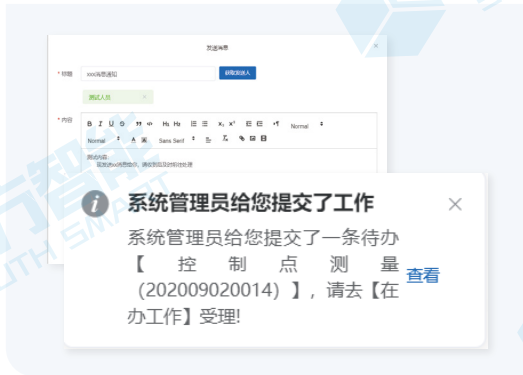 发送消息
* 标题 xxx消息通知 获取发送人
测试人员 ×
* 内容 B I U S ” </> H₁ H₂ x₂ x² ¶ Normal
Normal A Sans Serif Tx
测试内容:
系统管理员给您提交了工作
系统管理员给您提交了一条待办
【控制点测量
（202009020014）】, 请去【在
办工作】受理!
查看